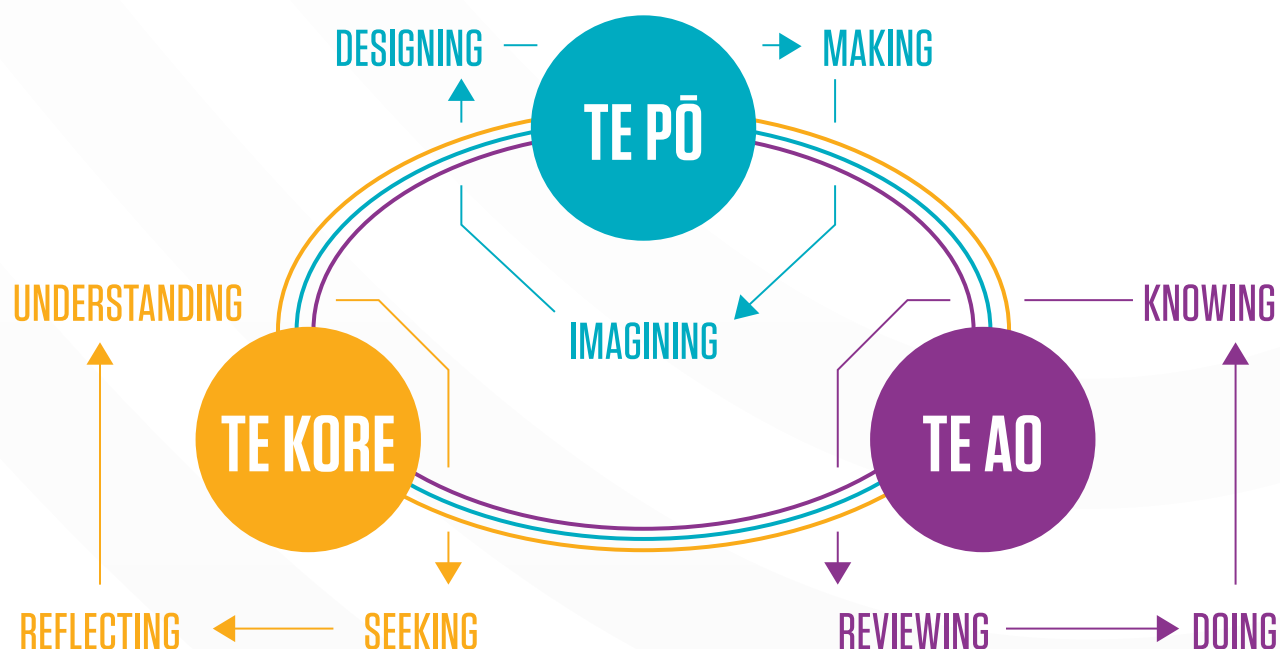 DESIGNING
MAKING
TE PŌ
UNDERSTANDING
KNOWING
IMAGINING
TE KORE
TE AO
REFLECTING
SEEKING
REVIEWING
DOING